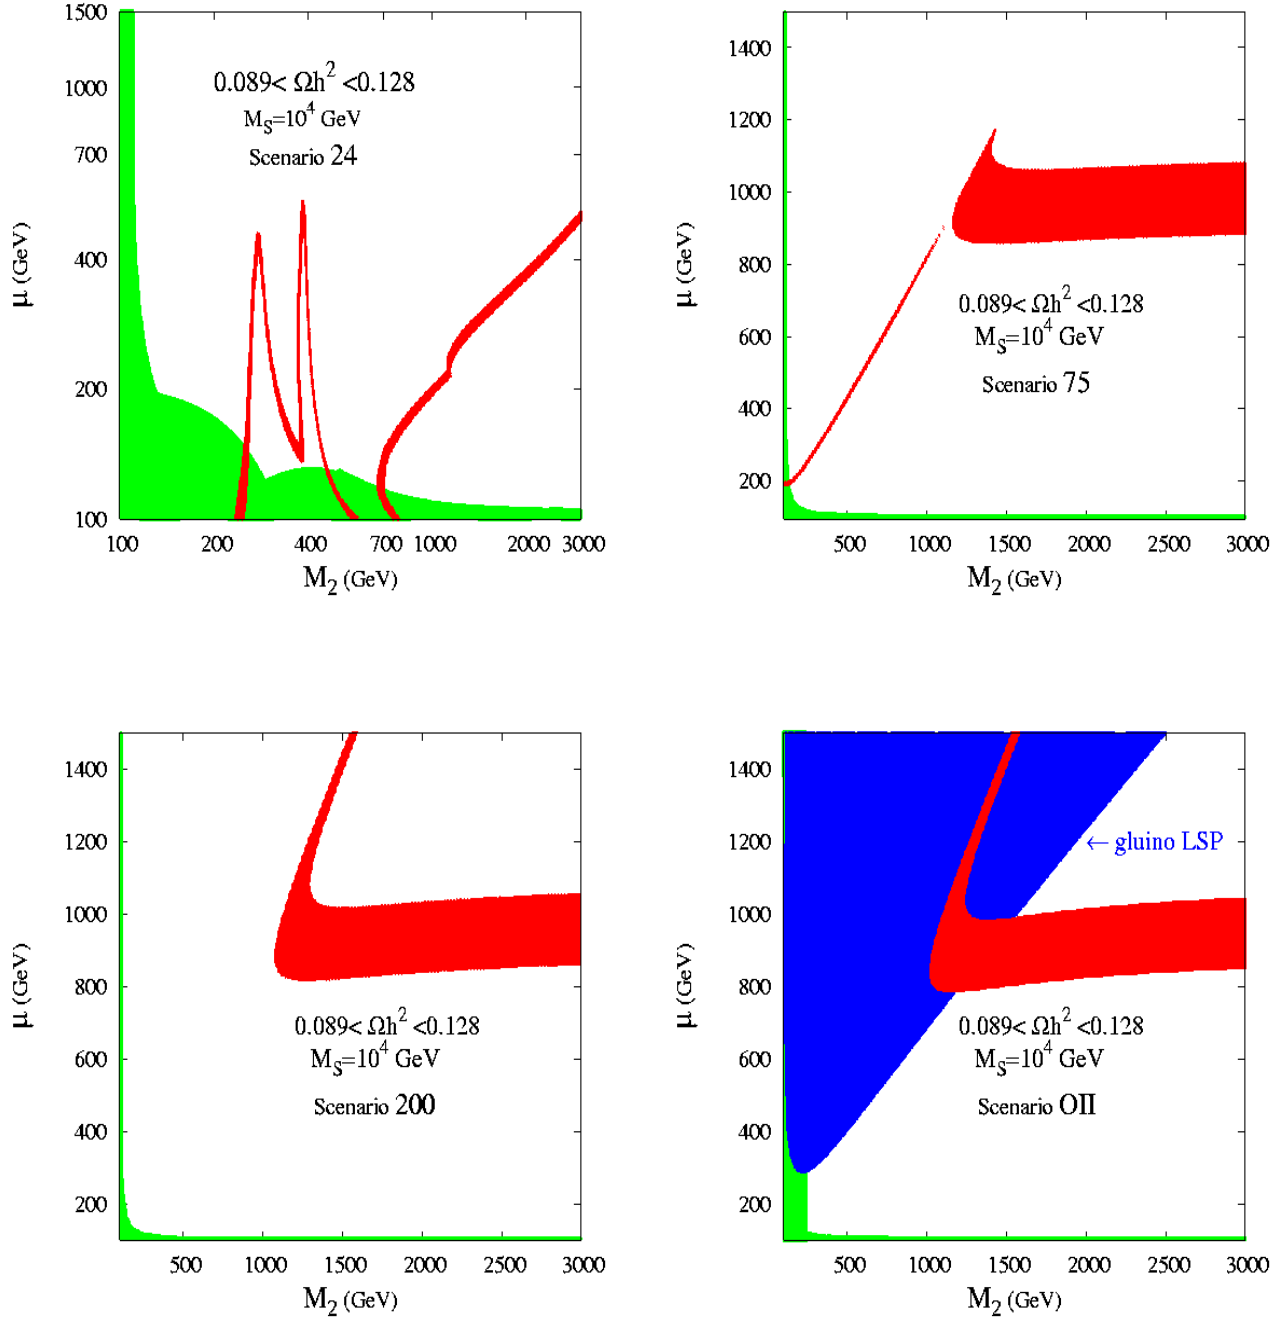 1500
1000
700
400
200
100
μ (GeV)
0.089< Ωh² <0.128
M_S=10⁴ GeV
Scenario 24
100 200 400 700 1000 2000 3000
M₂ (GeV)
1400
1200
1000
800
600
400
200
μ (GeV)
0.089< Ωh² <0.128
M_S=10⁴ GeV
Scenario 75
500 1000 1500 2000 2500 3000
M₂ (GeV)
1400
1200
1000
800
600
400
200
μ (GeV)
0.089< Ωh² <0.128
M_S=10⁴ GeV
Scenario 200
500 1000 1500 2000 2500 3000
M₂ (GeV)
1400
1200
1000
800
600
400
200
μ (GeV)
← gluino LSP
0.089< Ωh² <0.128
M_S=10⁴ GeV
Scenario OII
500 1000 1500 2000 2500 3000
M₂ (GeV)